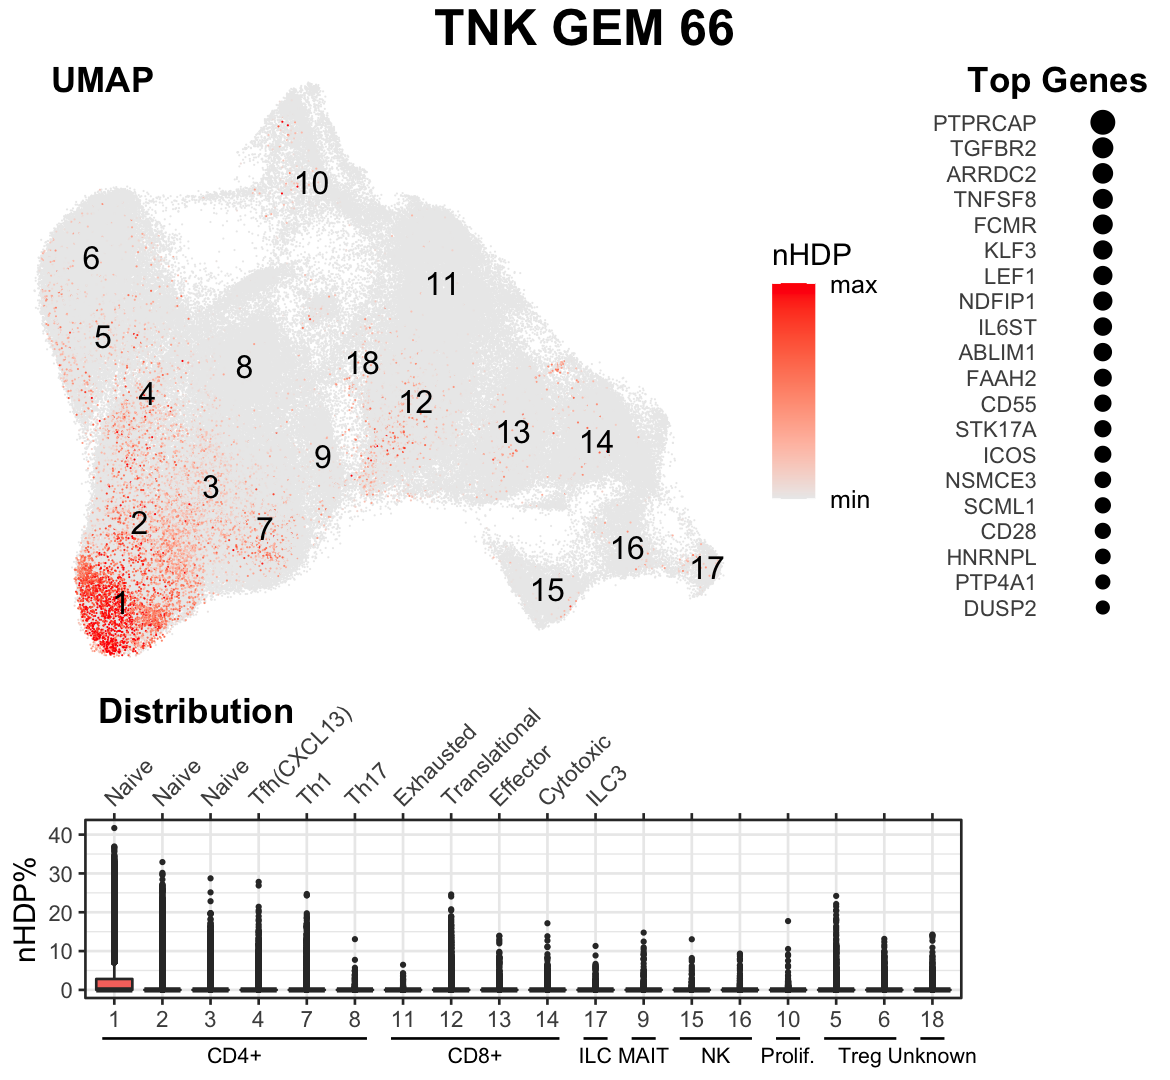 TNK GEM 66
UMAP
10
6
11
5
8
18
4
12
13
14
9
3
2
7
16
17
15
1
nHDP
max
min
Top Genes
PTPRCAP
TGFBR2
ARRDC2
TNFSF8
FCMR
KLF3
LEF1
NDFIP1
IL6ST
ABLIM1
FAAH2
CD55
STK17A
ICOS
NSMCE3
SCML1
CD28
HNRNPL
PTP4A1
DUSP2
Distribution
Naive Naive Naive Tfh(CXCL13) Th1 Th17 Exhausted Translational Effector Cytotoxic ILC3
nHDP%
40
30
20
10
0
1 2 3 4 7 8 11 12 13 14 17 9 15 16 10 5 6 18
CD4+ CD8+ ILC MAIT NK Prolif. Treg Unknown